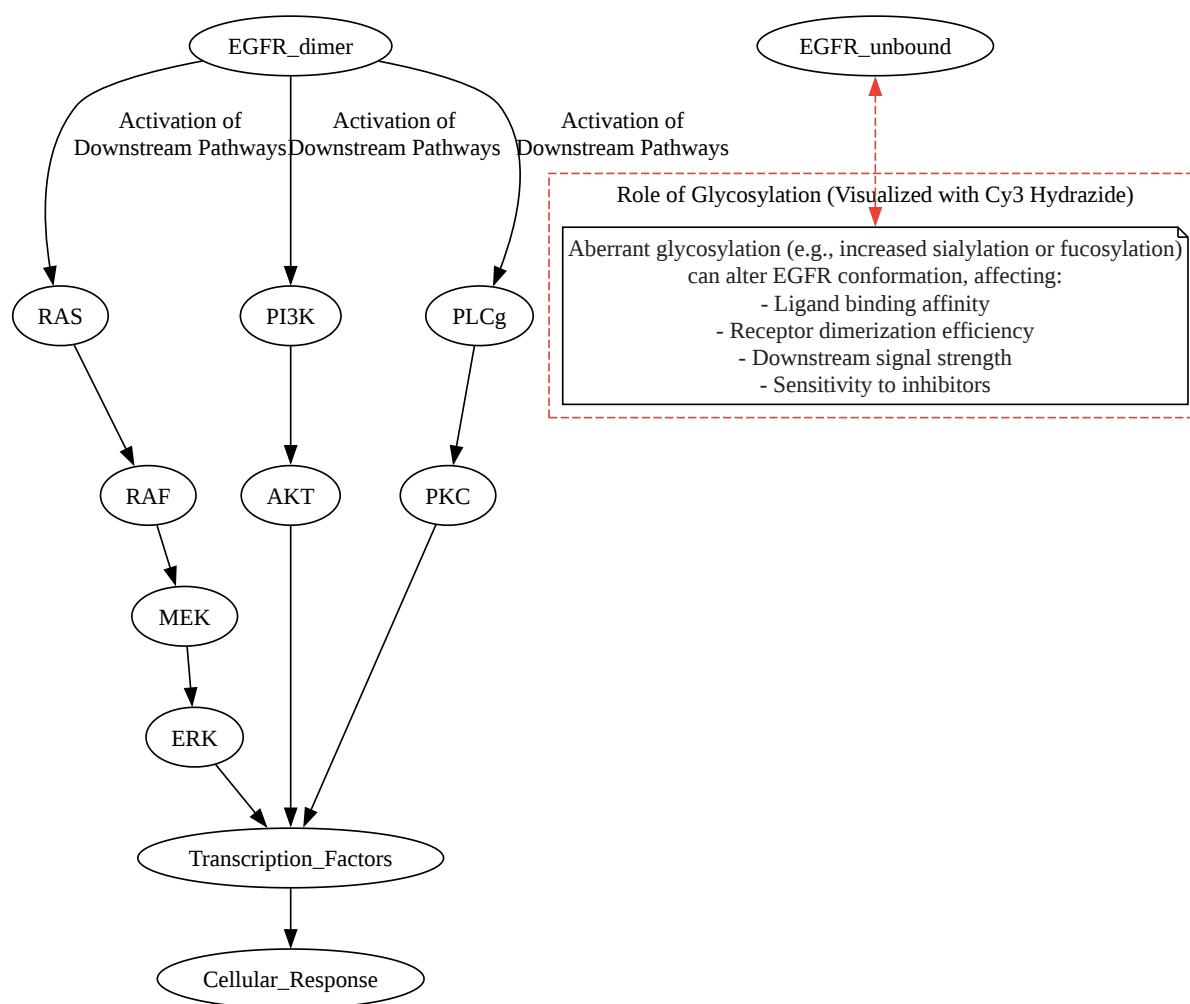 EGFR_dimer
EGFR_unbound
Activation of
Downstream Pathways
Activation of
Downstream Pathways
Activation of
Downstream Pathways
Role of Glycosylation (Visualized with Cy3 Hydrazide)
Aberrant glycosylation (e.g., increased sialylation or fucosylation)
can alter EGFR conformation, affecting:
- Ligand binding affinity
- Receptor dimerization efficiency
- Downstream signal strength
- Sensitivity to inhibitors
RAS
PI3K
PLCg
RAF
AKT
PKC
MEK
ERK
Transcription_Factors
Cellular_Response